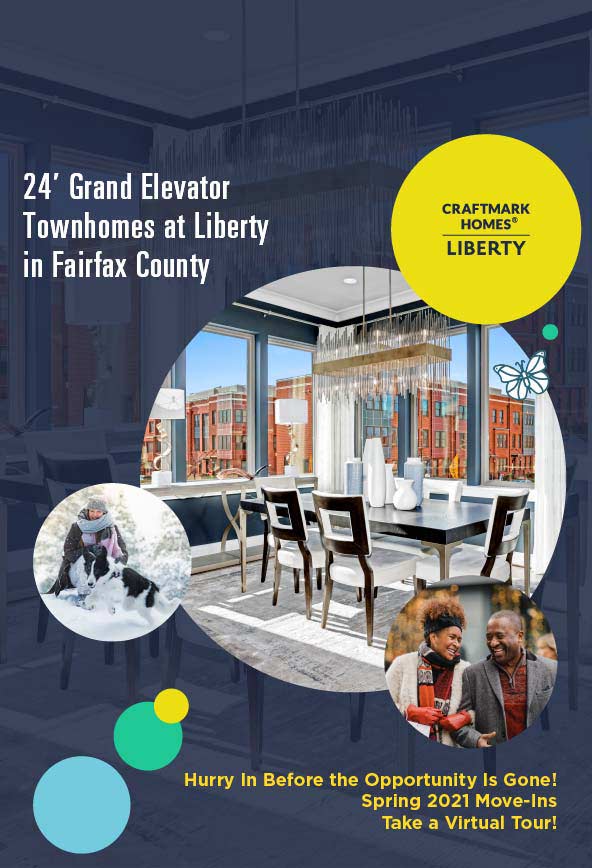 24' Grand Elevator
Townhomes at Liberty
in Fairfax County
CRAFTMARK
HOMES®
LIBERTY
Hurry In Before the Opportunity Is Gone!
Spring 2021 Move-Ins
Take a Virtual Tour!